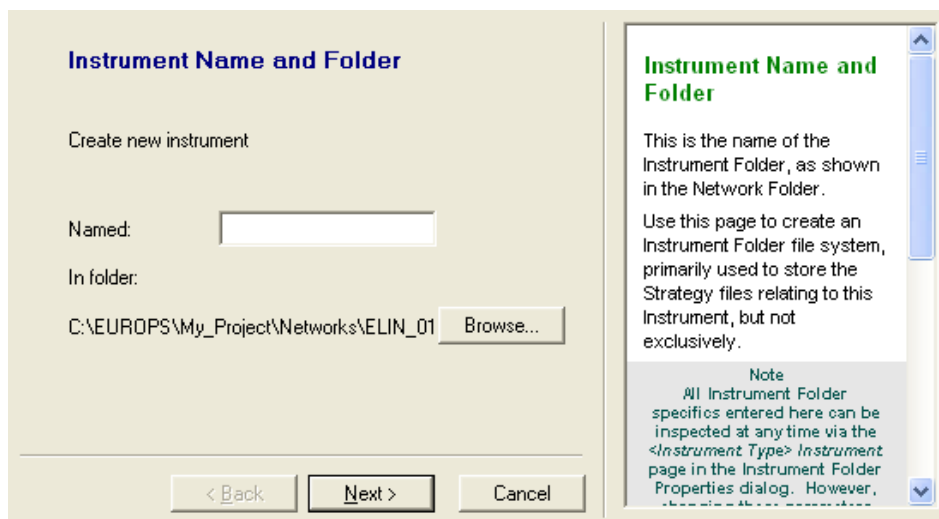 Instrument Name and Folder
Create new instrument
Named:
In folder:
C:\EUROPS\My_Project\Networks\ELIN_01
Browse...
< Back
Next >
Cancel
Instrument Name and
Folder
This is the name of the
Instrument Folder, as shown
in the Network Folder.
Use this page to create an
Instrument Folder file system,
primarily used to store the
Strategy files relating to this
Instrument, but not
exclusively.
Note
All Instrument Folder
specifics entered here can be
inspected at any time via the
<Instrument Type> Instrument
page in the Instrument Folder
Properties dialog. However,